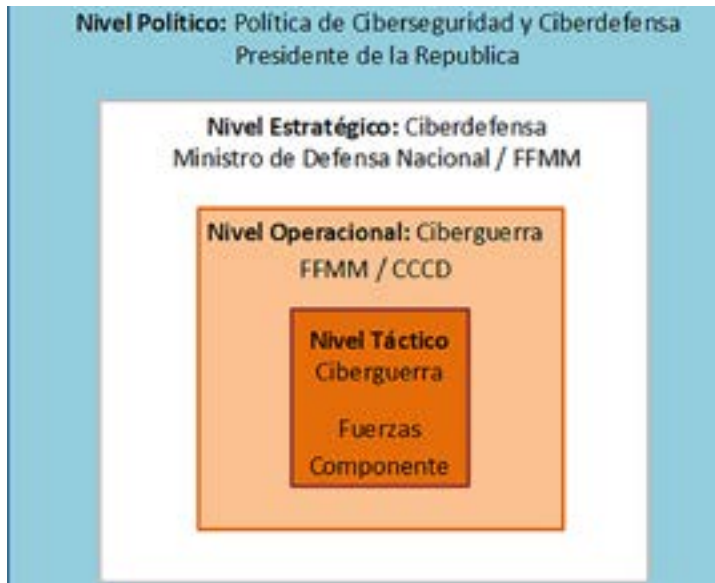 Nivel Político: Política de Ciberseguridad y Ciberdefensa
Presidente de la Republica
Nivel Estratégico: Ciberdefensa
Ministro de Defensa Nacional / FFMM
Nivel Operacional: Ciberguerra
FFMM / CCCD
Nivel Táctico
Ciberguerra
Fuerzas
Componente